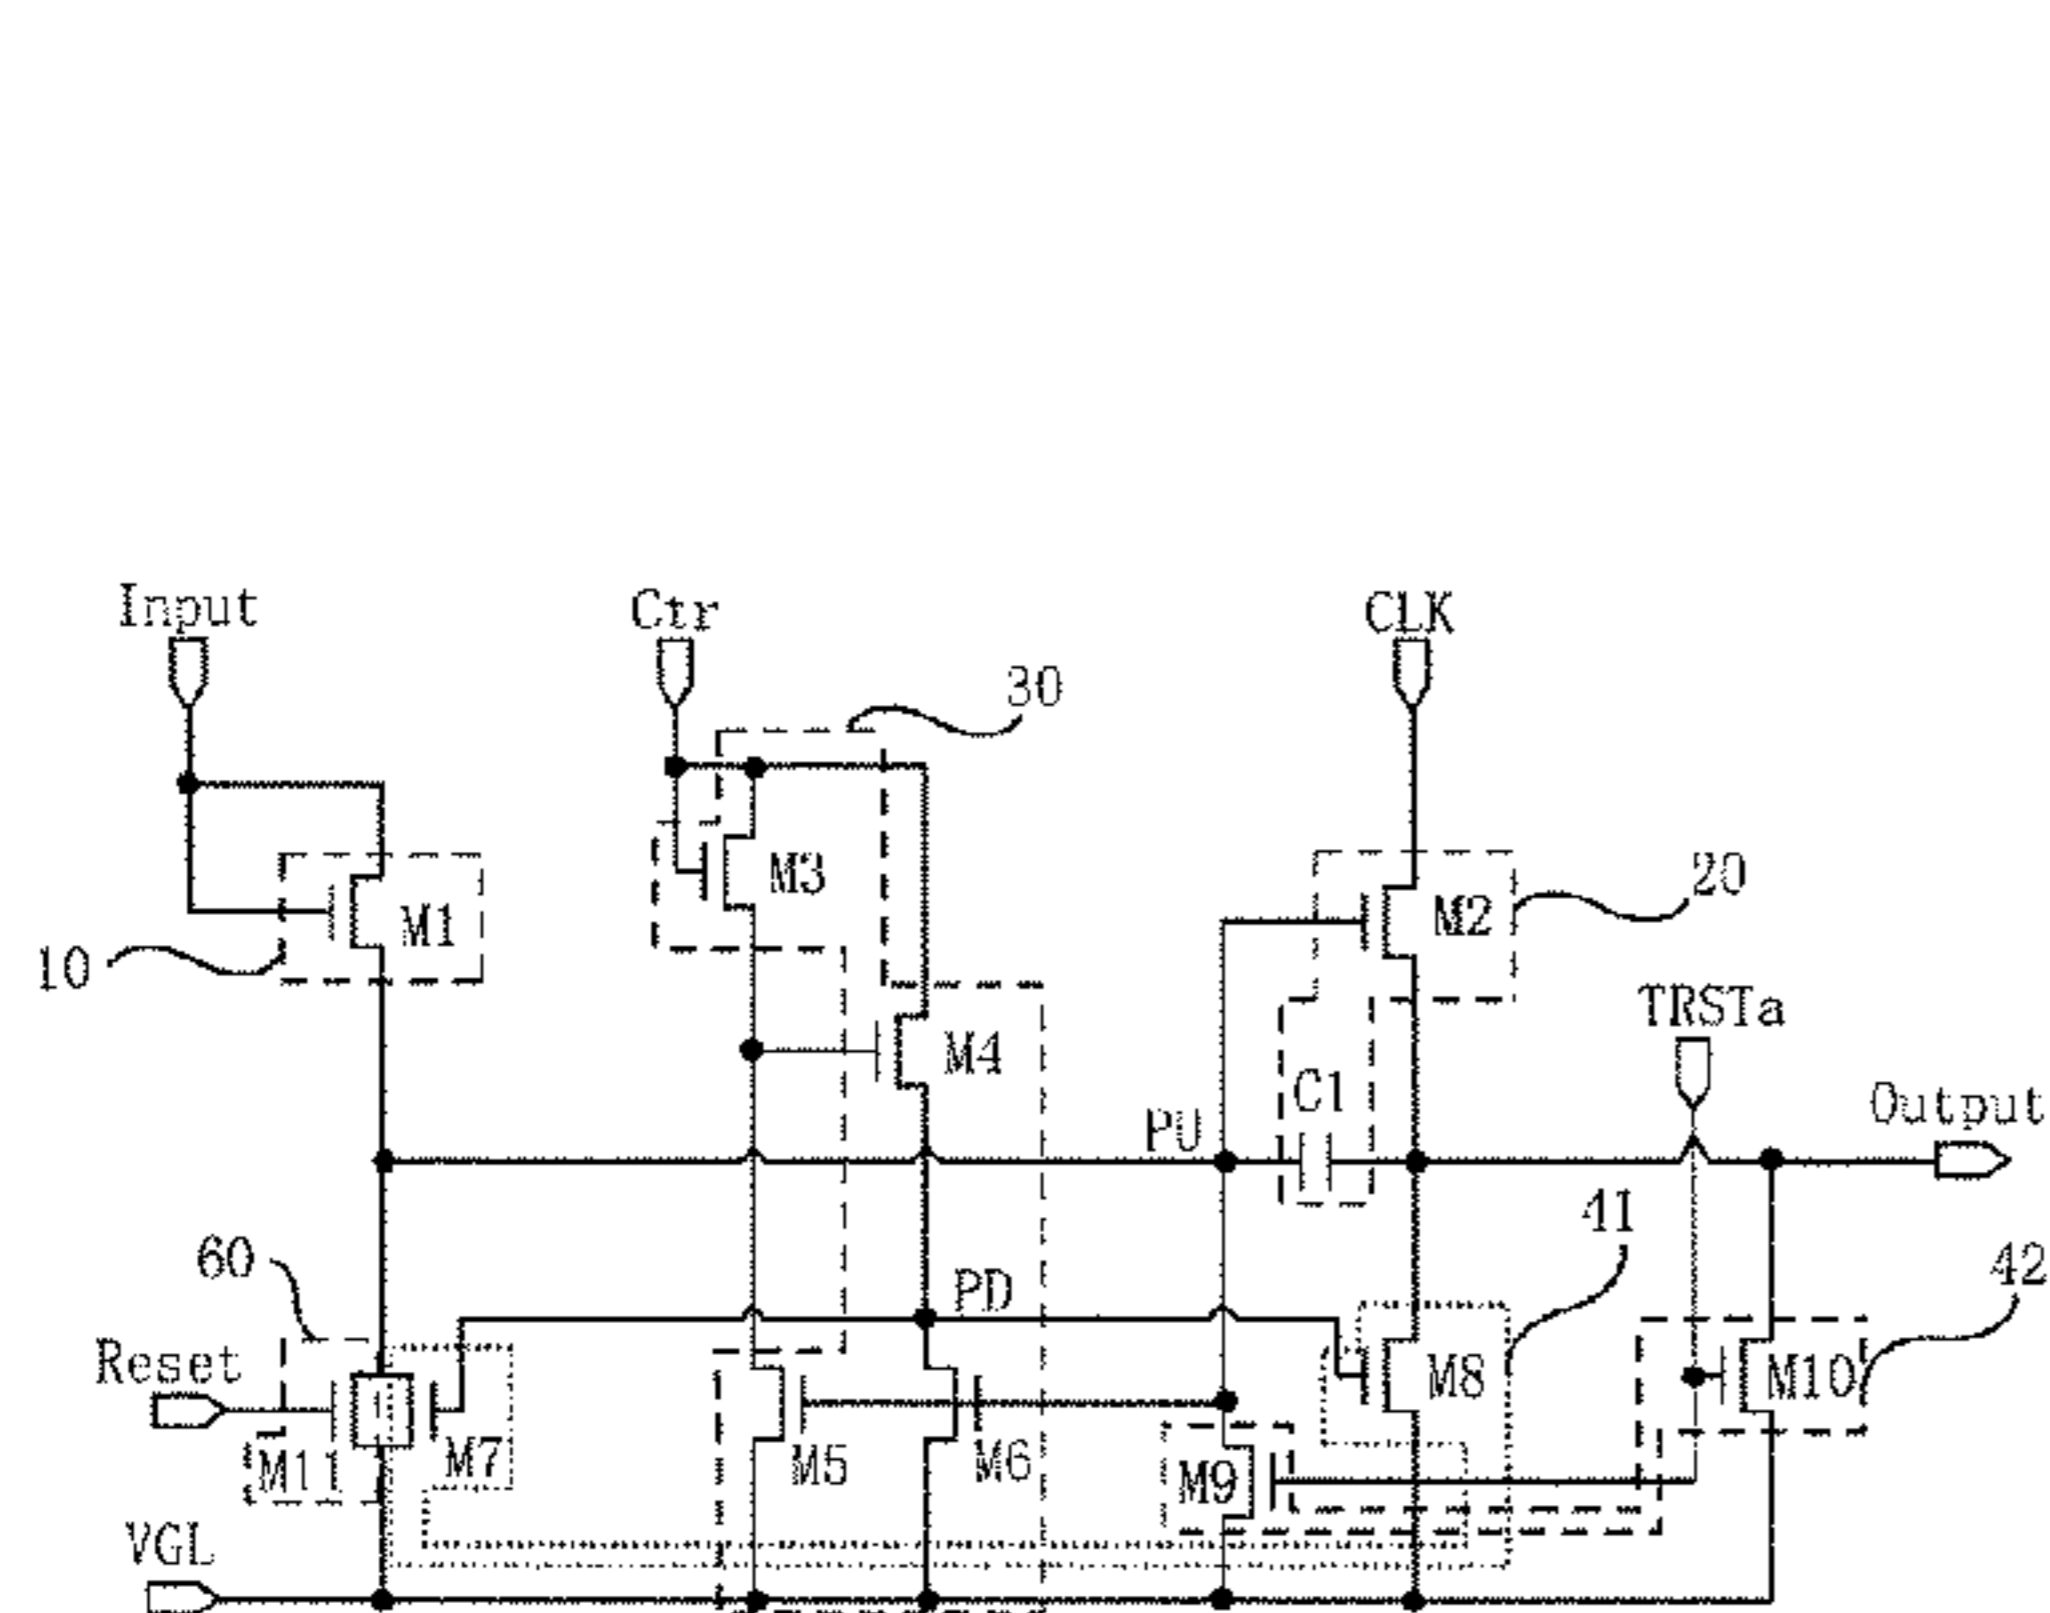 Input
Ctr
CLK
30
M3
20
M1
M2
10
TRSTa
M4
C1
Output
PU
41
60
42
PD
Reset
M8
M10
M11
M7
M5
M6
M9
VGL